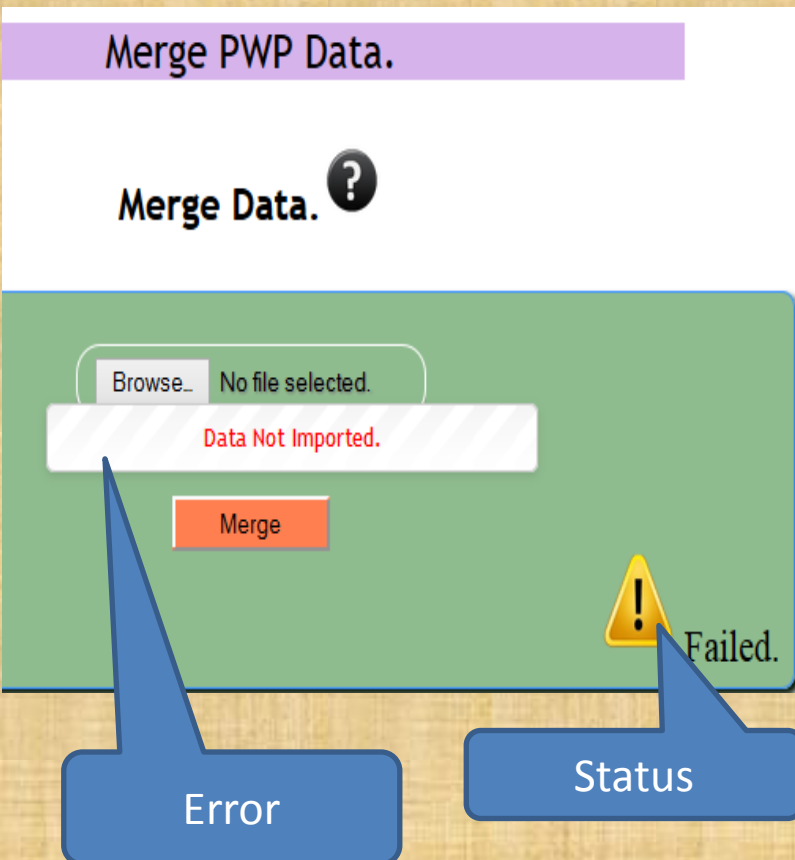 Merge PWP Data.
Merge Data.
?
Browse... No file selected.
Data Not Imported.
Merge
!
Failed.
Error
Status